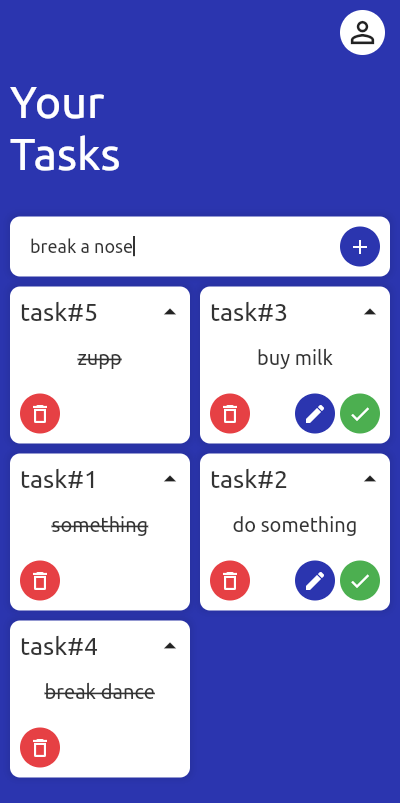 Your
Tasks
break a nose
task#5
zupp
task#3
buy milk
task#1
something
task#2
do something
task#4
break dance